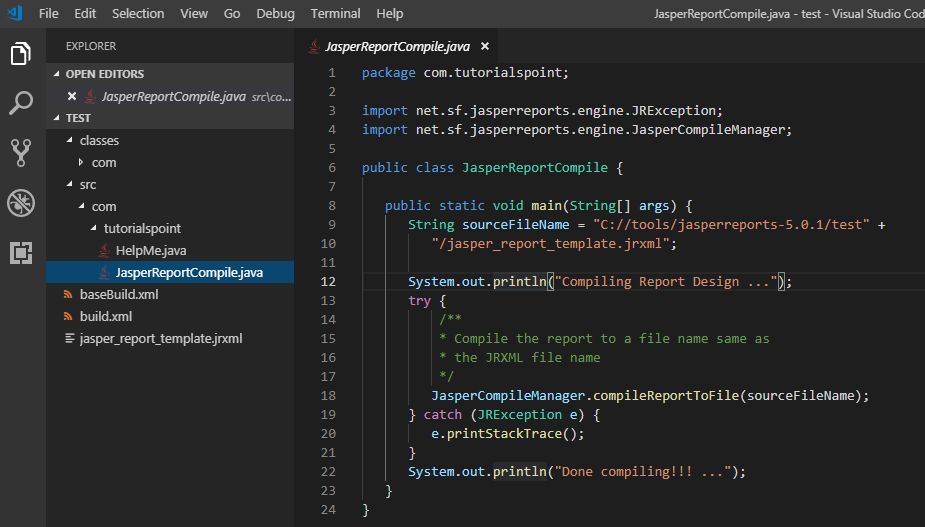 File Edit Selection View Go Debug Terminal Help JasperReportCompile.java - test - Visual Studio Cod
EXPLORER
OPEN EDITORS
JasperReportCompile.java src\co...
TEST
classes
com
src
com
tutorialspoint
HelpMe.java
JasperReportCompile.java
baseBuild.xml
build.xml
jasper_report_template.jrxml
JasperReportCompile.java
1 package com.tutorialspoint;
2
3 import net.sf.jasperreports.engine.JRException;
4 import net.sf.jasperreports.engine.JasperCompileManager;
5
6 public class JasperReportCompile {
7
8 public static void main(String[] args) {
9 String sourceFileName = "C://tools/jasperreports-5.0.1/test" +
10 "/jasper_report_template.jrxml";
11
12 System.out.println("Compiling Report Design ...");
13 try {
14 /**
15 * Compile the report to a file name same as
16 * the JRXML file name
17 */
18 JasperCompileManager.compileReportToFile(sourceFileName);
19 } catch (JRException e) {
20 e.printStackTrace();
21 }
22 System.out.println("Done compiling!!! ...");
23 }
24 }